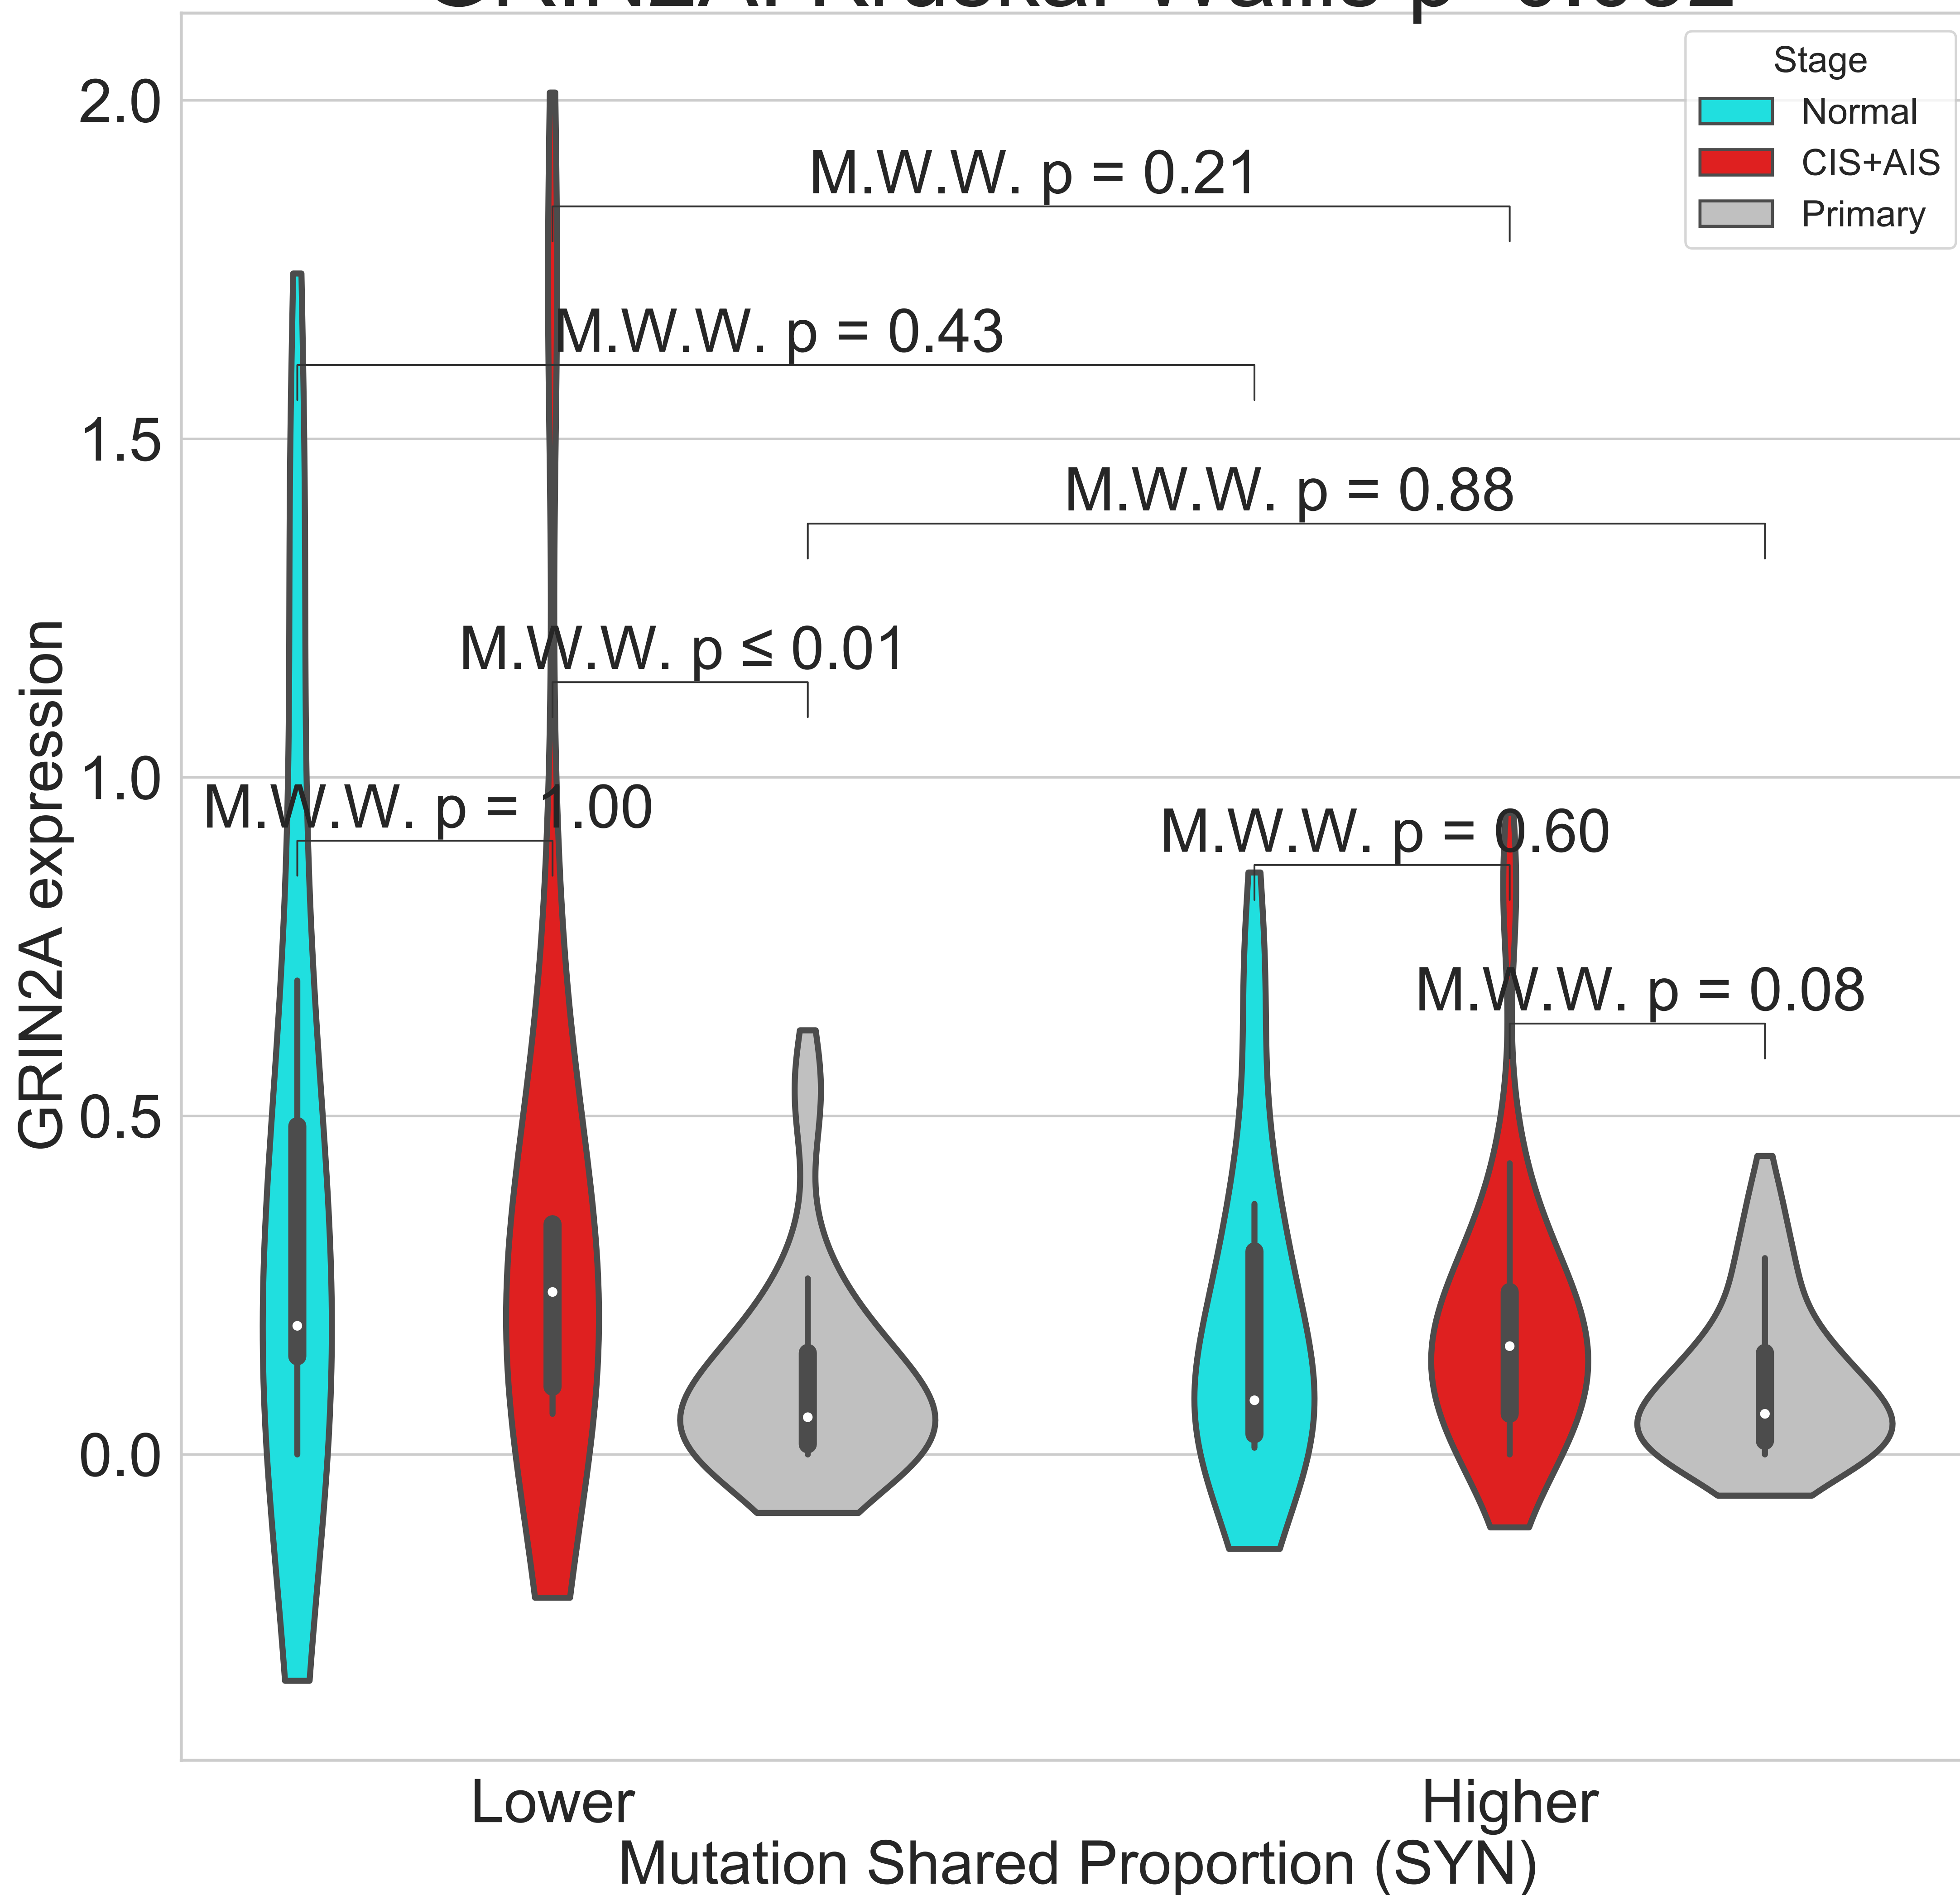 GRIN2A: Kruskal-Wallis p
Stage
Normal
CIS+AIS
Primary
2.0
1.5
1.0
0.5
0.0
GRIN2A expression
M.W.W. p = 0.21
M.W.W. p = 0.43
M.W.W. p = 0.88
M.W.W. p ≤ 0.01
M.W.W. p = 1.00
M.W.W. p = 0.60
M.W.W. p = 0.08
Lower
Higher
Mutation Shared Proportion (SYN)